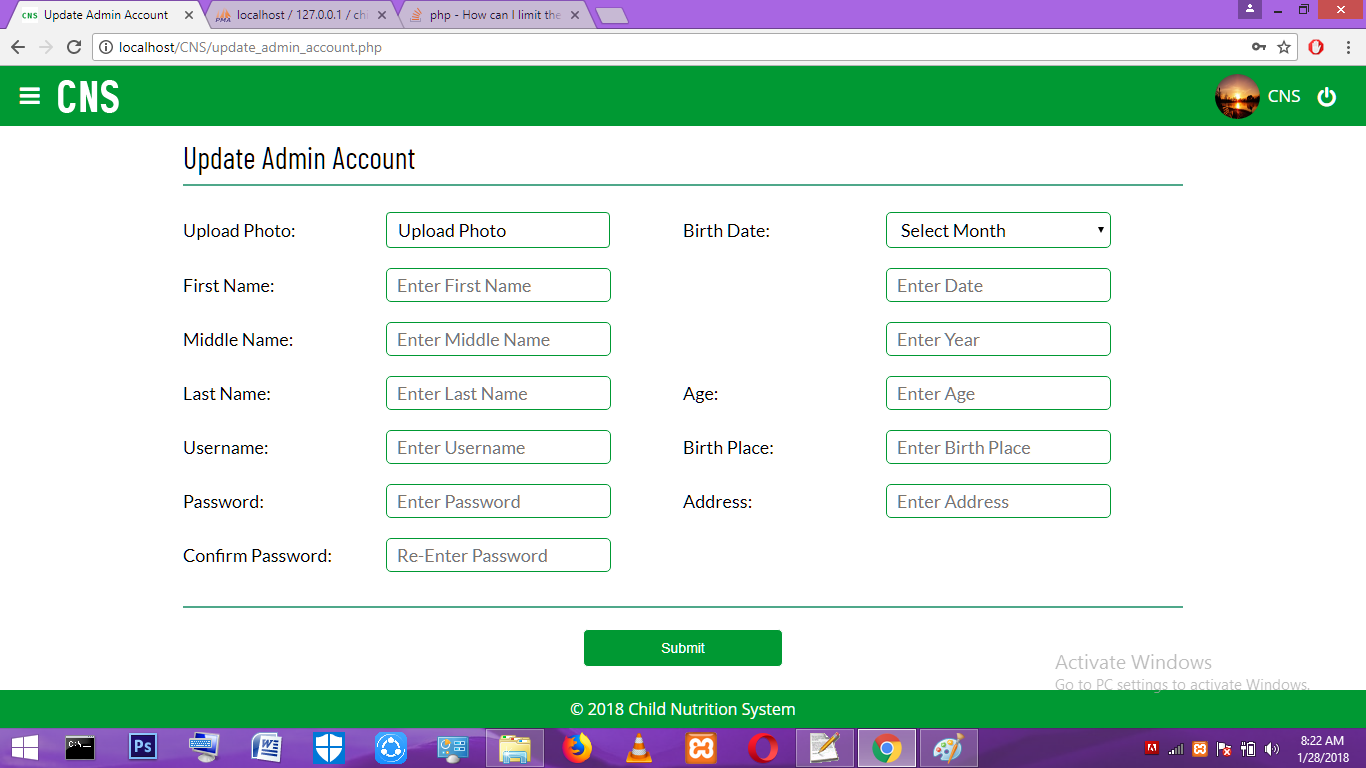 CNS Update Admin Account
PMA localhost / 127.0.0.1 / chi
php - How can I limit the
localhost/CNS/update_admin_account.php
CNS
CNS
Update Admin Account
Upload Photo: Upload Photo Birth Date: Select Month
First Name: Enter First Name Enter Date
Middle Name: Enter Middle Name Enter Year
Last Name: Enter Last Name Age: Enter Age
Username: Enter Username Birth Place: Enter Birth Place
Password: Enter Password Address: Enter Address
Confirm Password: Re-Enter Password
Submit
Activate Windows
Go to PC settings to activate Windows.
© 2018 Child Nutrition System
C:\_
Ps
8:22 AM
1/28/2018